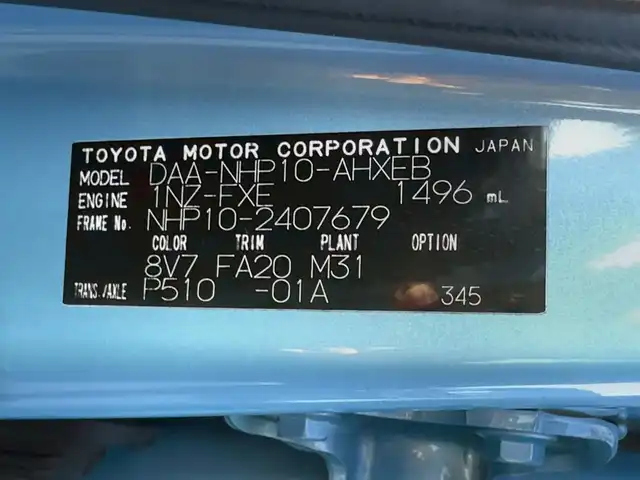 TOYOTA MOTOR CORPORATION JAPAN
MODEL DAA-NHP10-AHXEB
ENGINE 1NZ-FXE 1496 mL
FRAME No. NHP10-2407679
COLOR TRIM PLANT OPTION
8V7 FA20 M31
TRANS./AXLE P510 -01A 345